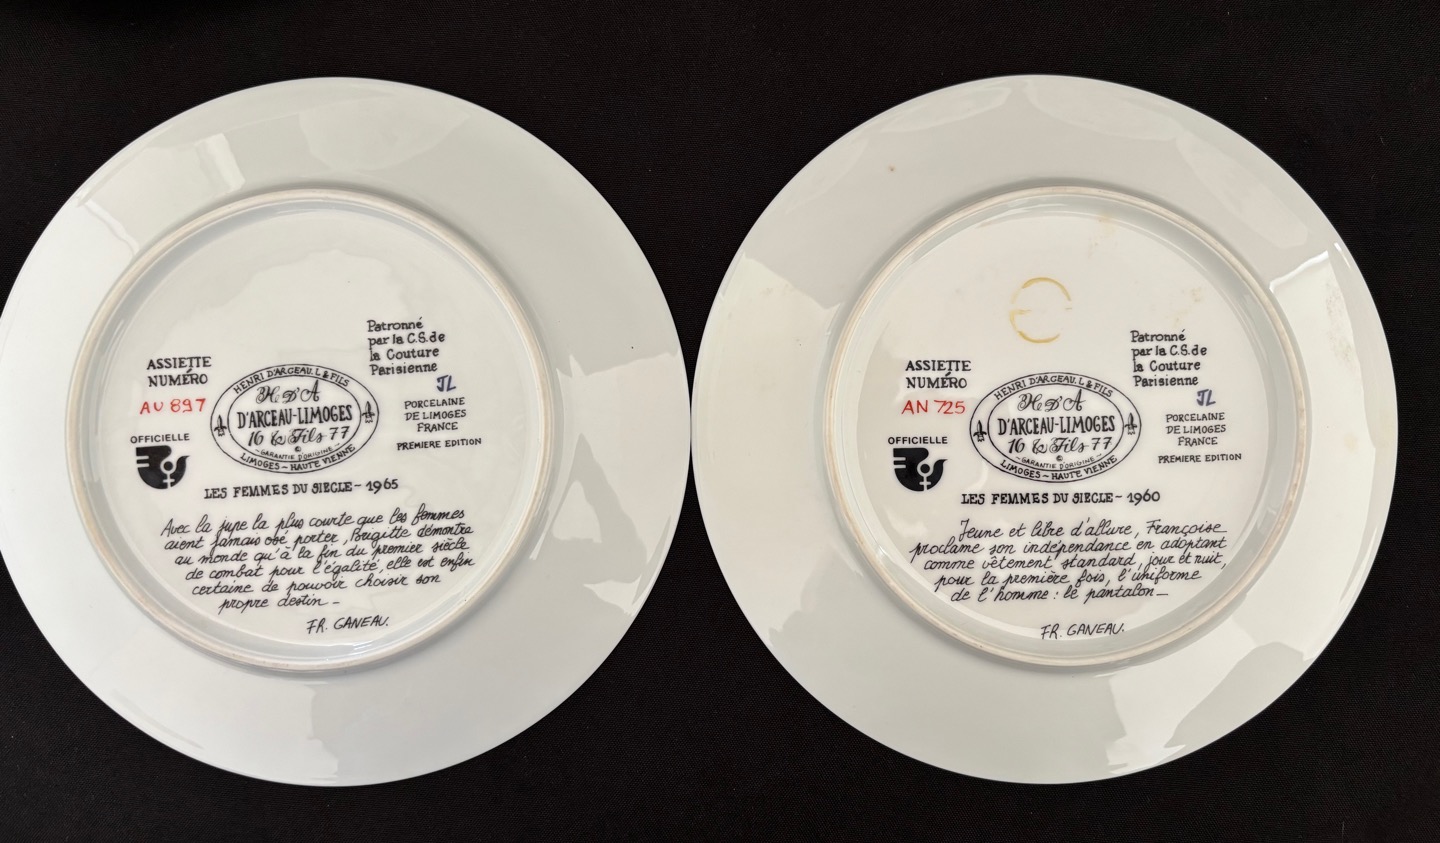 ASSIETTE
NUMÉRO
AU 897
OFFICIELLE
Patronné
par la C.S.de
la Couture
Parisienne
JL
PORCELAINE
DE LIMOGES
FRANCE
PREMIERE EDITION
HENRI D'ARCEAU.L & FILS
H.D'A
D'ARCEAU-LIMOGES
16 & Fils 77
~GARANTIE D'ORIGINE~
©
LIMOGES~HAUTE VIENNE
LES FEMMES DU SIECLE - 1965
Avec la jupe la plus courte que les femmes
aient jamais osé porter, Brigitte démontra
au monde qu'à la fin du premier siècle
de combat pour l'égalité, elle est enfin
certaine de pouvoir choisir son
propre destin_
FR. GANEAU.
ASSIETTE
NUMÉRO
AN 725
OFFICIELLE
Patronné
par la C.S.de
la Couture
Parisienne
JL
PORCELAINE
DE LIMOGES
FRANCE
PREMIERE EDITION
HENRI D'ARCEAU.L & FILS
H.D'A
D'ARCEAU-LIMOGES
16 & Fils 77
~GARANTIE D'ORIGINE~
©
LIMOGES~HAUTE VIENNE
LES FEMMES DU SIECLE - 1960
Jeune et libre d'allure, Françoise
proclame son indépendance en adoptant
comme vêtement standard, jour et nuit,
pour la première fois, l'uniforme
de l'homme : le pantalon_
FR. GANEAU.